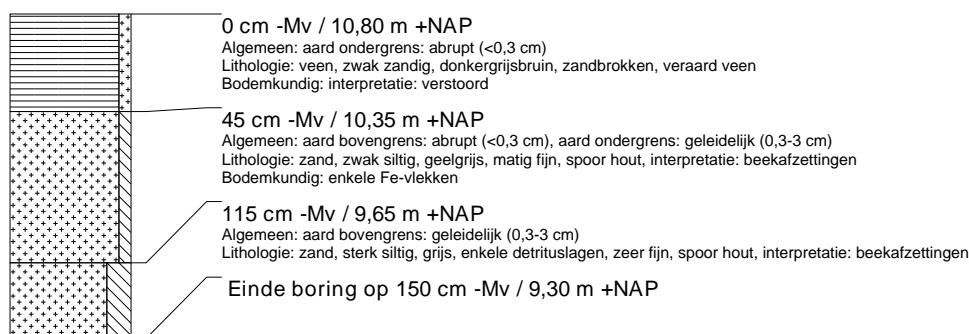 0 cm -Mv / 10,80 m +NAP
Algemeen: aard ondergrens: abrupt (<0,3 cm)
Lithologie: veen, zwak zandig, donkergrijsbruin, zandbrokken, veraard veen
Bodemkundig: interpretatie: verstoord
45 cm -Mv / 10,35 m +NAP
Algemeen: aard bovengrens: abrupt (<0,3 cm), aard ondergrens: geleidelijk (0,3-3 cm)
Lithologie: zand, zwak siltig, geelgrijs, matig fijn, spoor hout, interpretatie: beekafzettingen
Bodemkundig: enkele Fe-vlekken
115 cm -Mv / 9,65 m +NAP
Algemeen: aard bovengrens: geleidelijk (0,3-3 cm)
Lithologie: zand, sterk siltig, grijs, enkele detrituslagen, zeer fijn, spoor hout, interpretatie: beekafzettingen
Einde boring op 150 cm -Mv / 9,30 m +NAP